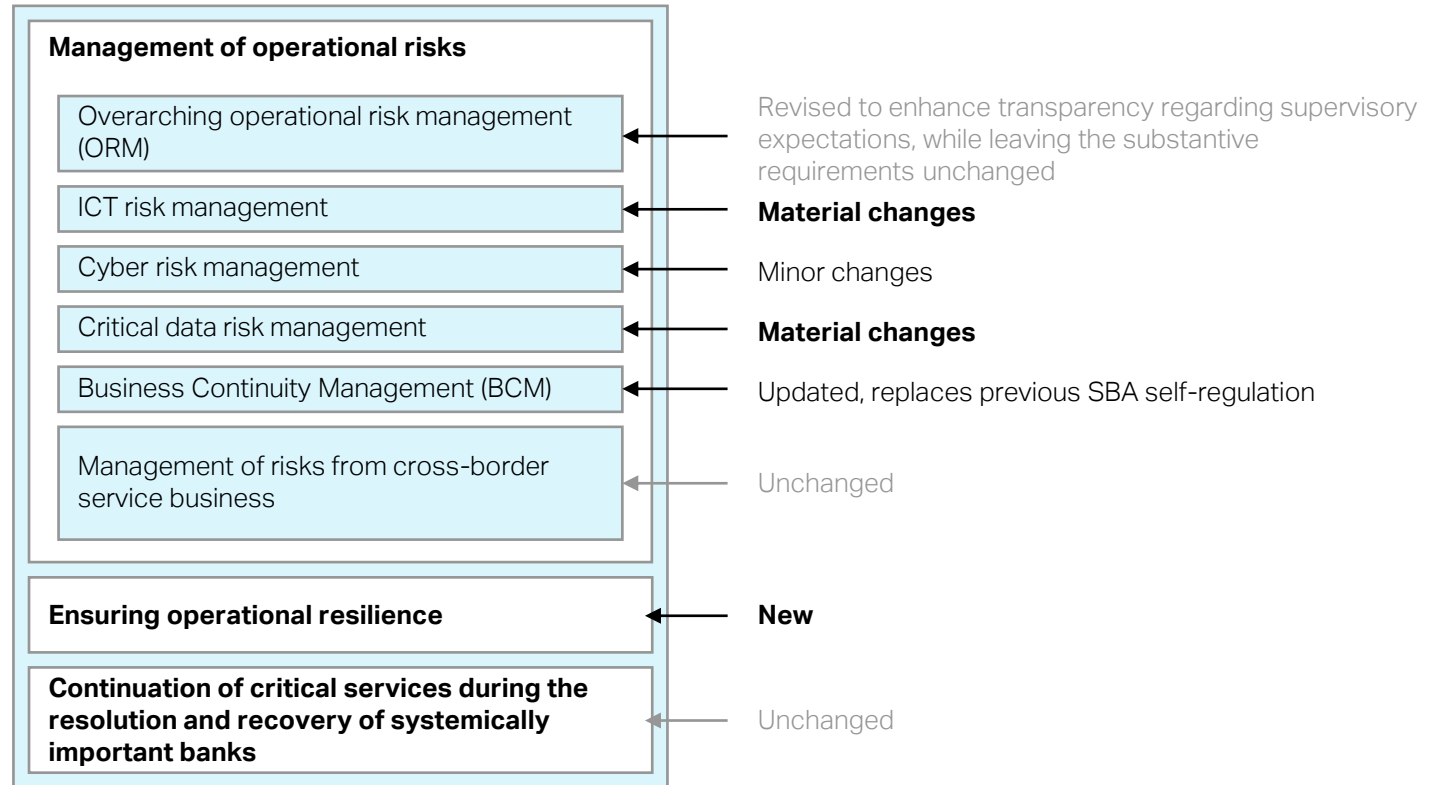 Management of operational risks
Overarching operational risk management
(ORM)
Revised to enhance transparency regarding supervisory
expectations, while leaving the substantive
requirements unchanged
ICT risk management
Material changes
Cyber risk management
Minor changes
Critical data risk management
Material changes
Business Continuity Management (BCM)
Updated, replaces previous SBA self-regulation
Management of risks from cross-border
service business
Unchanged
Ensuring operational resilience
New
Continuation of critical services during the
resolution and recovery of systemically
important banks
Unchanged